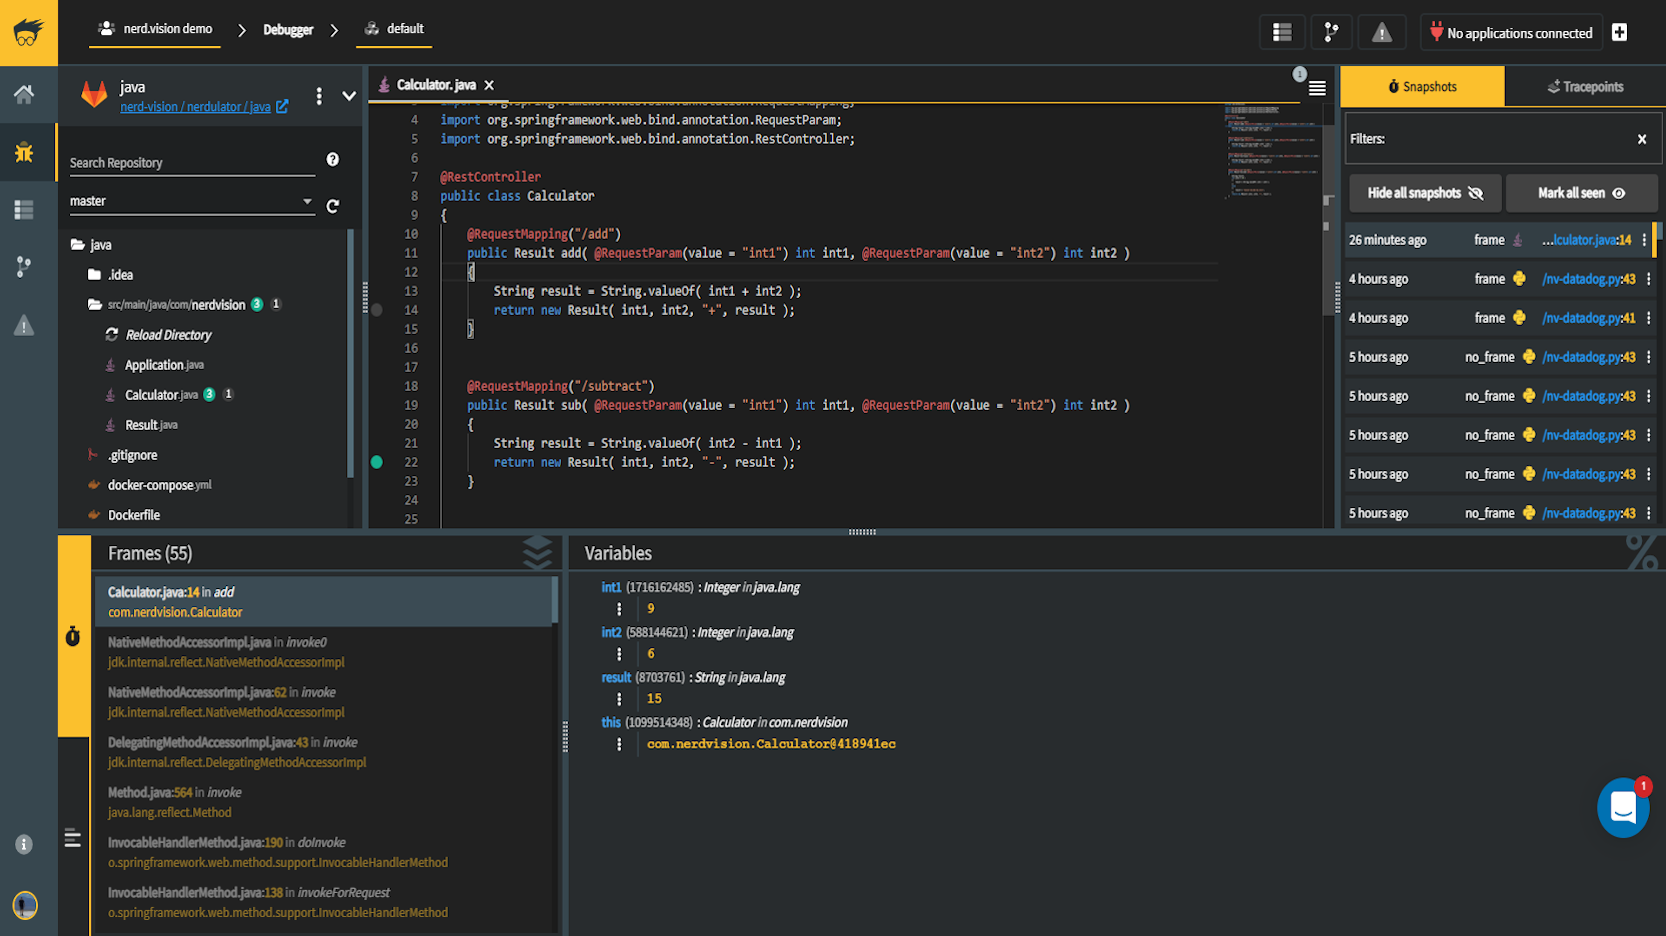 nerd.vision demo
Debugger
default
No applications connected
java
nerd-vision / nerdulator / java
Search Repository
master
java
.idea
src/main/java/com/nerdvision 3 1
Reload Directory
Application.java
Calculator.java 3 1
Result.java
.gitignore
docker-compose.yml
Dockerfile
Calculator.java
1
4 import org.springframework.web.bind.annotation.RequestParam;
5 import org.springframework.web.bind.annotation.RestController;
6
7 @RestController
8 public class Calculator
9 {
10 @RequestMapping("/add")
11 public Result add( @RequestParam(value = "int1") int int1, @RequestParam(value = "int2") int int2 )
12 {
13 String result = String.valueOf( int1 + int2 );
14 return new Result( int1, int2, "+", result );
15 }
16
17
18 @RequestMapping("/subtract")
19 public Result sub( @RequestParam(value = "int1") int int1, @RequestParam(value = "int2") int int2 )
20 {
21 String result = String.valueOf( int2 - int1 );
22 return new Result( int1, int2, "-", result );
23 }
24
25
Snapshots
Tracepoints
Filters:
Hide all snapshots
Mark all seen
26 minutes ago frame ...lculator.java:14
4 hours ago frame /nv-datadog.py:43
4 hours ago frame /nv-datadog.py:41
5 hours ago no_frame /nv-datadog.py:43
5 hours ago no_frame /nv-datadog.py:43
5 hours ago no_frame /nv-datadog.py:43
5 hours ago no_frame /nv-datadog.py:43
5 hours ago no_frame /nv-datadog.py:43
Frames (55)
Calculator.java:14 in add
com.nerdvision.Calculator
NativeMethodAccessorImpl.java in invoke0
jdk.internal.reflect.NativeMethodAccessorImpl
NativeMethodAccessorImpl.java:62 in invoke
jdk.internal.reflect.NativeMethodAccessorImpl
DelegatingMethodAccessorImpl.java:43 in invoke
jdk.internal.reflect.DelegatingMethodAccessorImpl
Method.java:564 in invoke
java.lang.reflect.Method
InvocableHandlerMethod.java:190 in doInvoke
o.springframework.web.method.support.InvocableHandlerMethod
InvocableHandlerMethod.java:138 in invokeForRequest
o.springframework.web.method.support.InvocableHandlerMethod
Variables
int1 (1716162485) : Integer in java.lang
9
int2 (588144621) : Integer in java.lang
6
result (8703761) : String in java.lang
15
this (1099514348) : Calculator in com.nerdvision
com.nerdvision.Calculator@418941ec
1